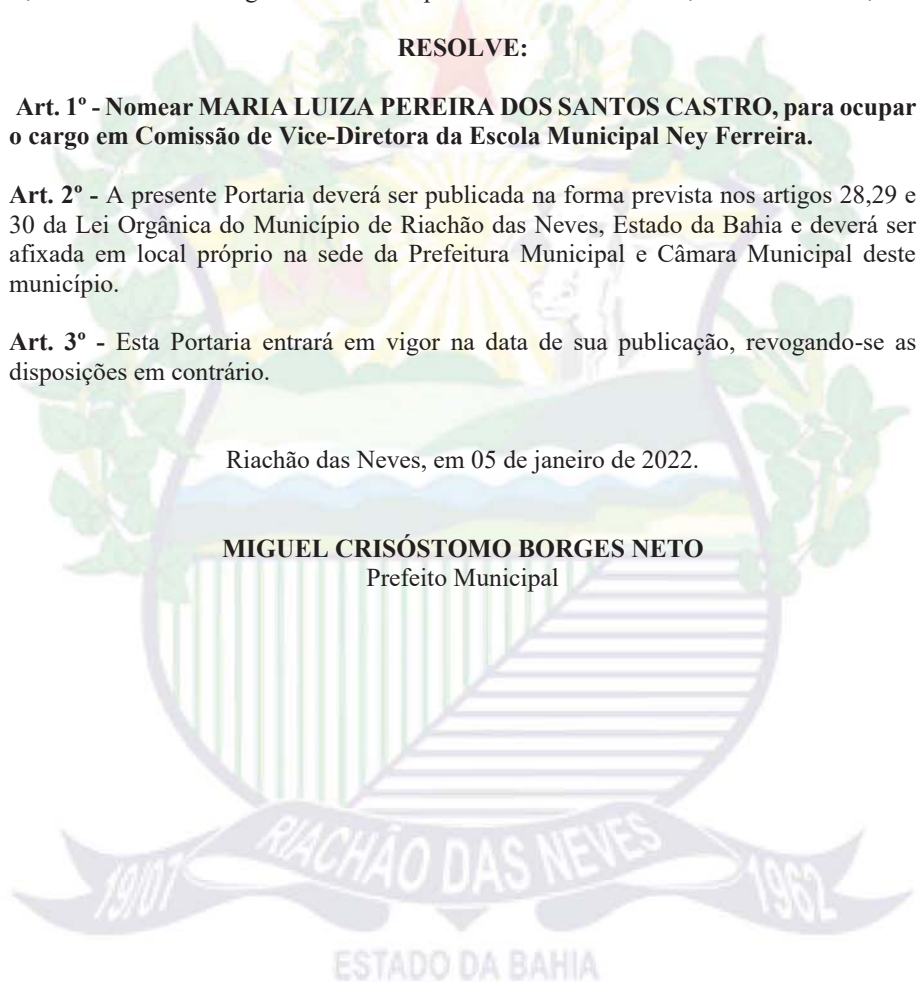 RESOLVE:
Art. 1º - Nomear MARIA LUIZA PEREIRA DOS SANTOS CASTRO, para ocupar
o cargo em Comissão de Vice-Diretora da Escola Municipal Ney Ferreira.
Art. 2º - A presente Portaria deverá ser publicada na forma prevista nos artigos 28,29 e
30 da Lei Orgânica do Município de Riachão das Neves, Estado da Bahia e deverá ser
afixada em local próprio na sede da Prefeitura Municipal e Câmara Municipal deste
município.
Art. 3º - Esta Portaria entrará em vigor na data de sua publicação, revogando-se as
disposições em contrário.
Riachão das Neves, em 05 de janeiro de 2022.
MIGUEL CRISÓSTOMO BORGES NETO
Prefeito Municipal
19/07 RIACHÃO DAS NEVES 1962
ESTADO DA BAHIA